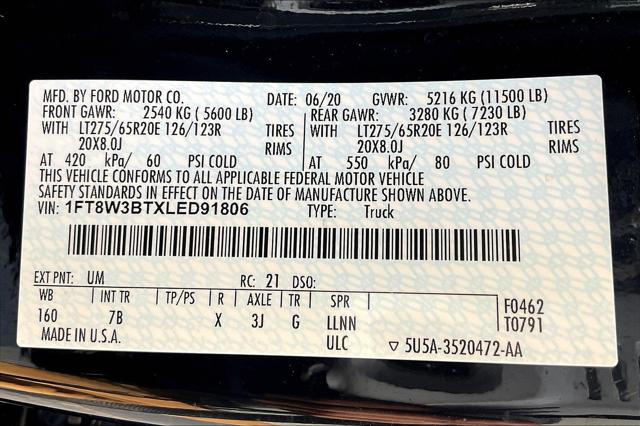 MFD. BY FORD MOTOR CO. DATE: 06/20 GVWR: 5216 KG (11500 LB)
FRONT GAWR: 2540 KG ( 5600 LB) REAR GAWR: 3280 KG ( 7230 LB)
WITH LT275/65R20E 126/123R TIRES WITH LT275/65R20E 126/123R TIRES
20X8.0J RIMS 20X8.0J RIMS
AT 420 kPa/ 60 PSI COLD AT 550 kPa/ 80 PSI COLD
THIS VEHICLE CONFORMS TO ALL APPLICABLE FEDERAL MOTOR VEHICLE
SAFETY STANDARDS IN EFFECT ON THE DATE OF MANUFACTURE SHOWN ABOVE.
VIN: 1FT8W3BTXLED91806 TYPE: Truck
EXT PNT: UM RC: 21 DSO:
WB INT TR TP/PS R AXLE TR SPR F0462
160 7B X 3J G LLNN T0791
MADE IN U.S.A. ULC ▽ 5U5A-3520472-AA